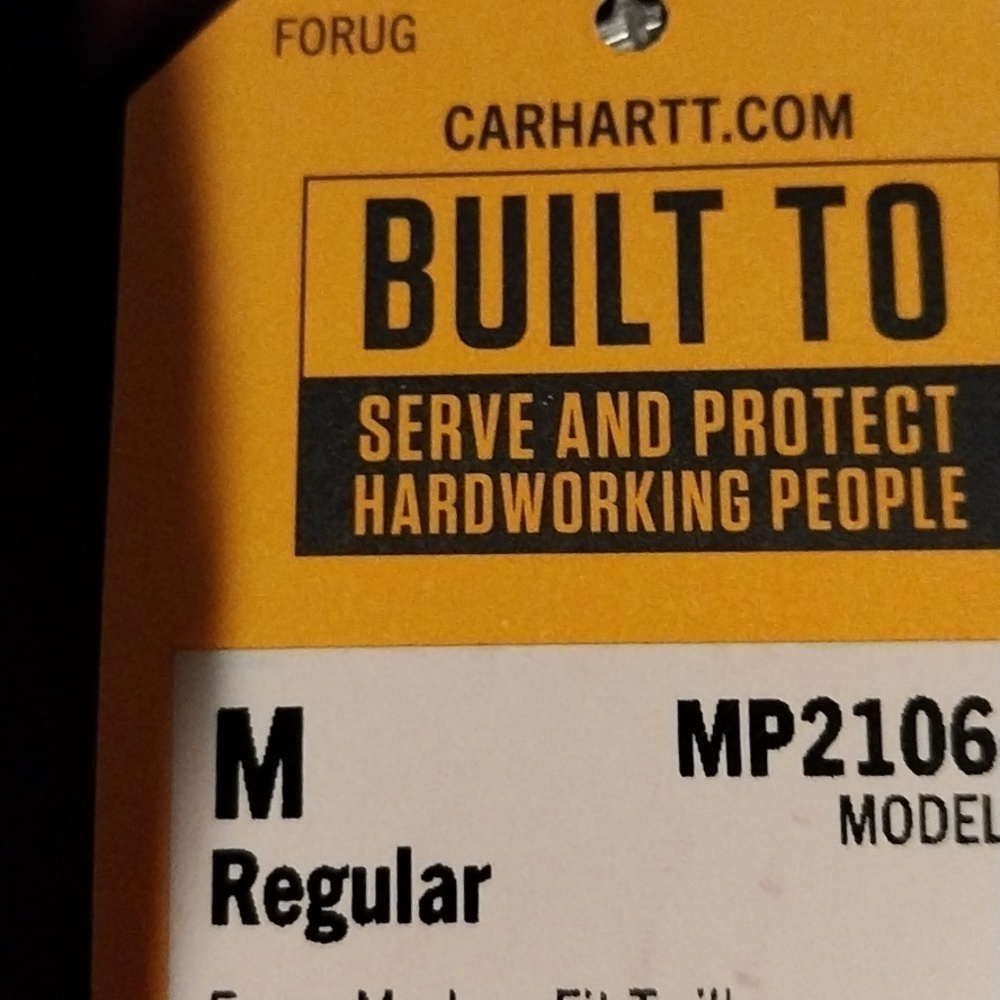 FORUG
CARHARTT.COM
BUILT TO
SERVE AND PROTECT
HARDWORKING PEOPLE
M MP2106
MODEL
Regular